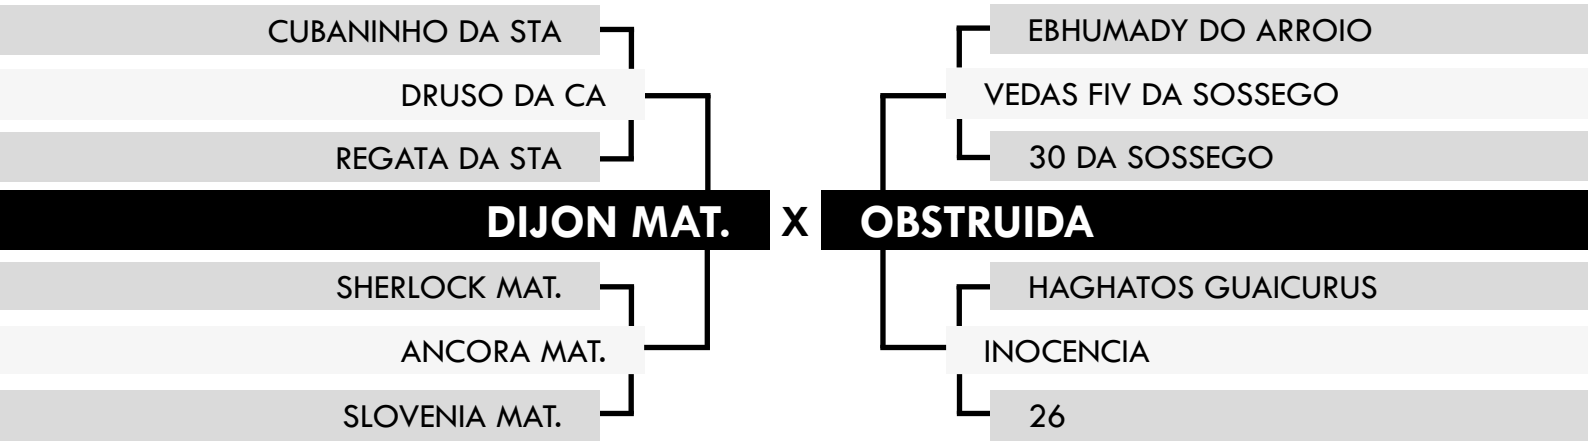 CUBANINHO DA STA
DRUSO DA CA
REGATA DA STA
EBHUMADY DO ARROIO
VEDAS FIV DA SOSSEGO
30 DA SOSSEGO
DIJON MAT. X OBSTRUIDA
SHERLOCK MAT.
ANCORA MAT.
SLOVENIA MAT.
HAGHATOS GUAICURUS
INOCENCIA
26